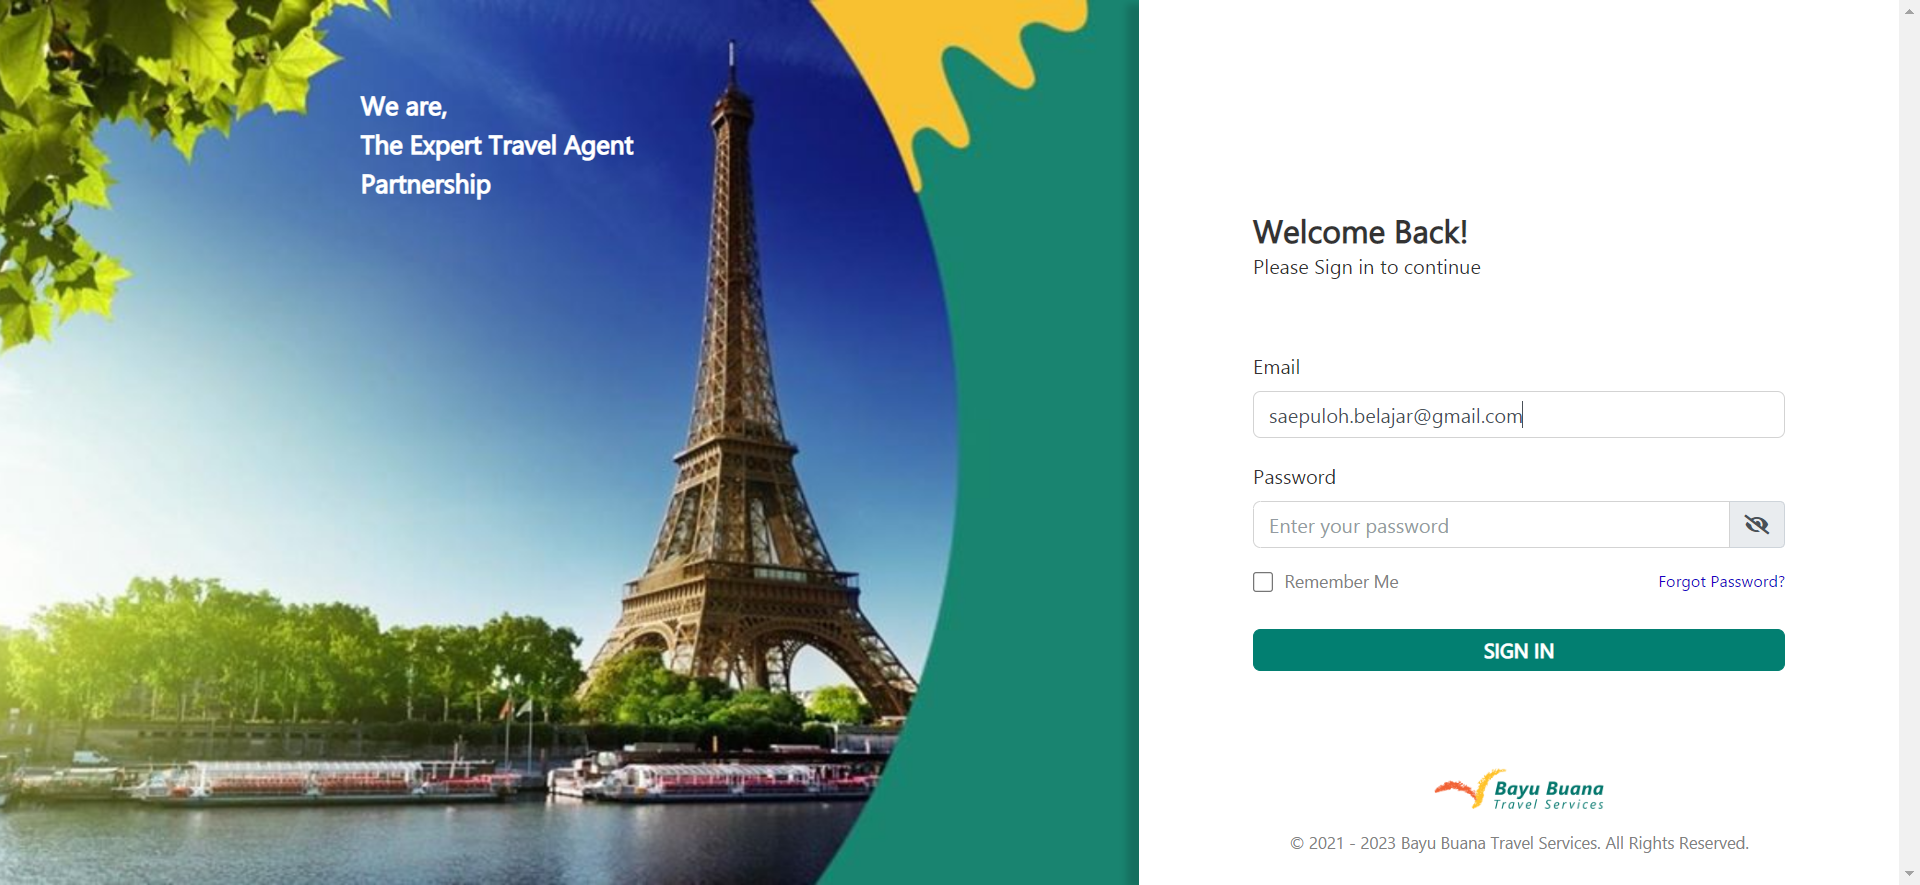 We are,
The Expert Travel Agent
Partnership
Welcome Back!
Please Sign in to continue
Email
saepuloh.belajar@gmail.com
Password
Enter your password
Remember Me
Forgot Password?
SIGN IN
Bayu Buana
Travel Services
© 2021 - 2023 Bayu Buana Travel Services. All Rights Reserved.